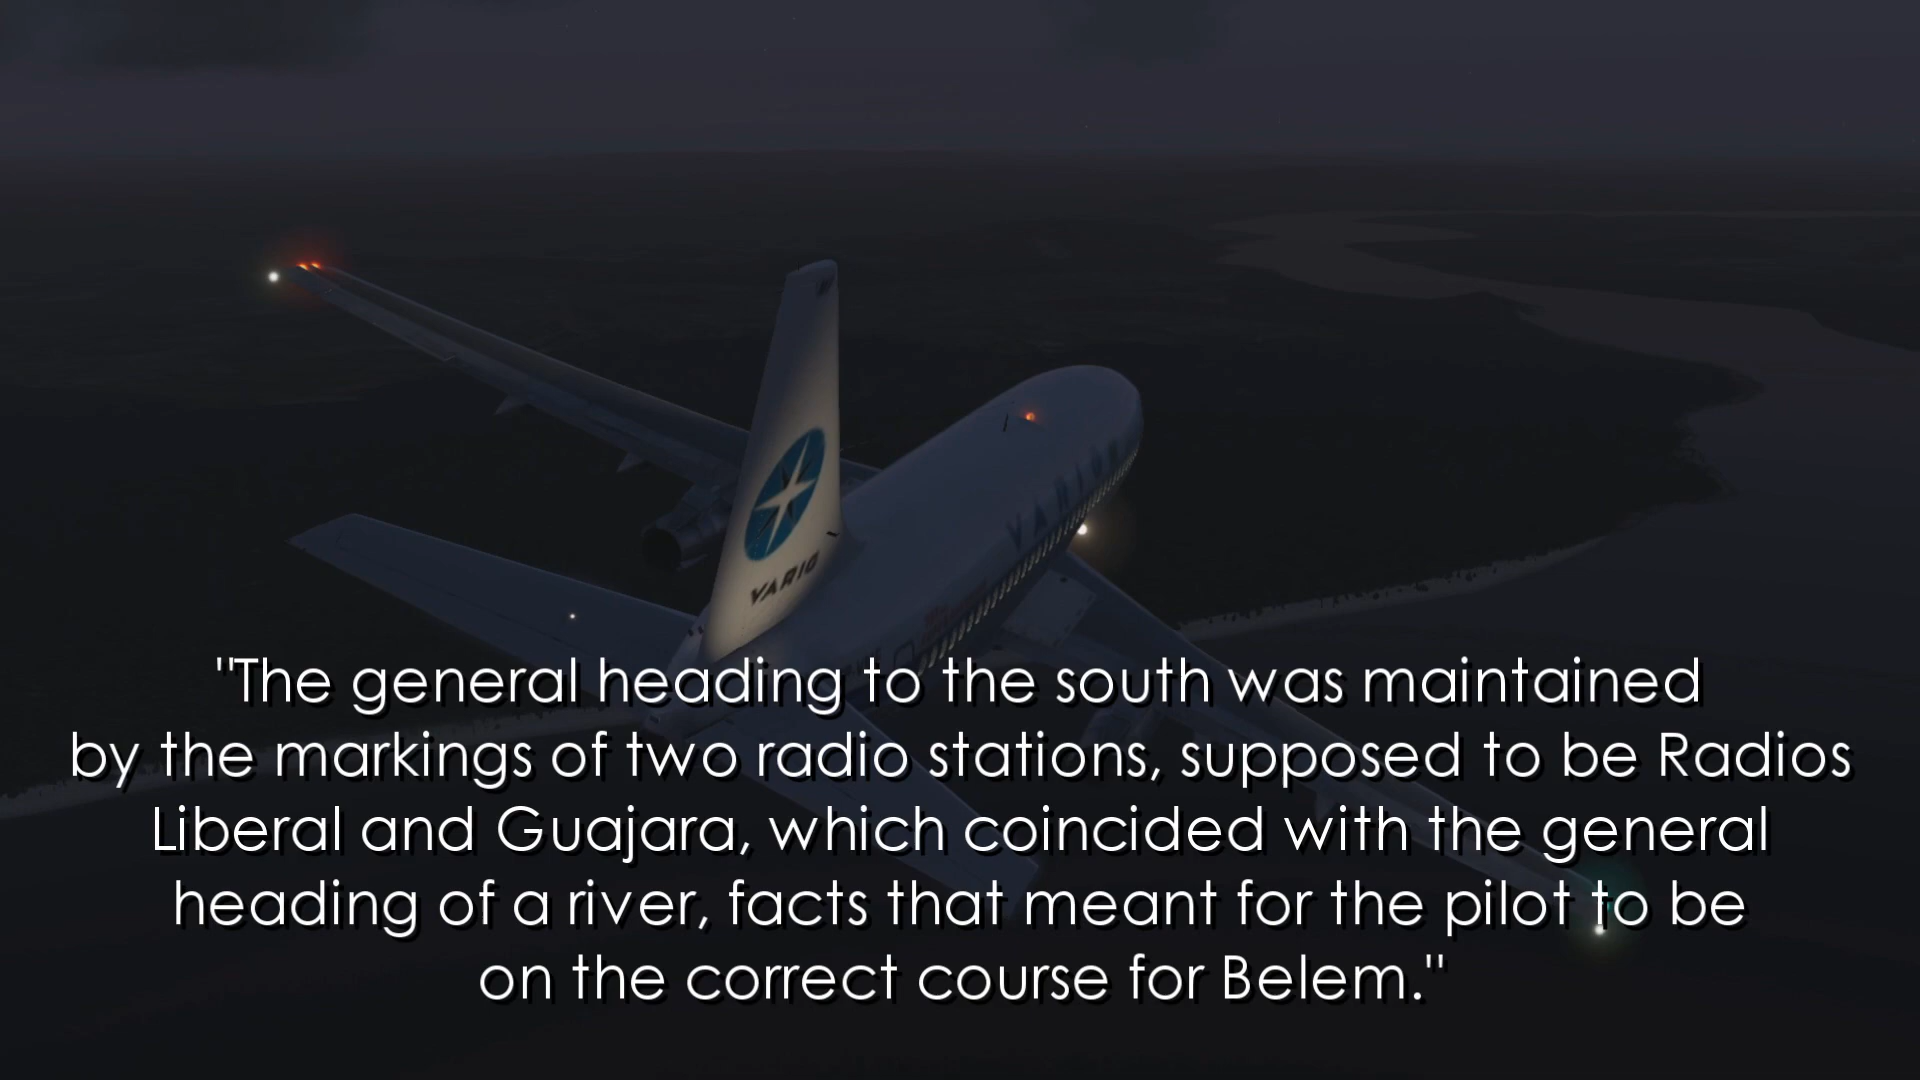 VARIG
VARIG
"The general heading to the south was maintained
by the markings of two radio stations, supposed to be Radios
Liberal and Guajara, which coincided with the general
heading of a river, facts that meant for the pilot to be
on the correct course for Belem."